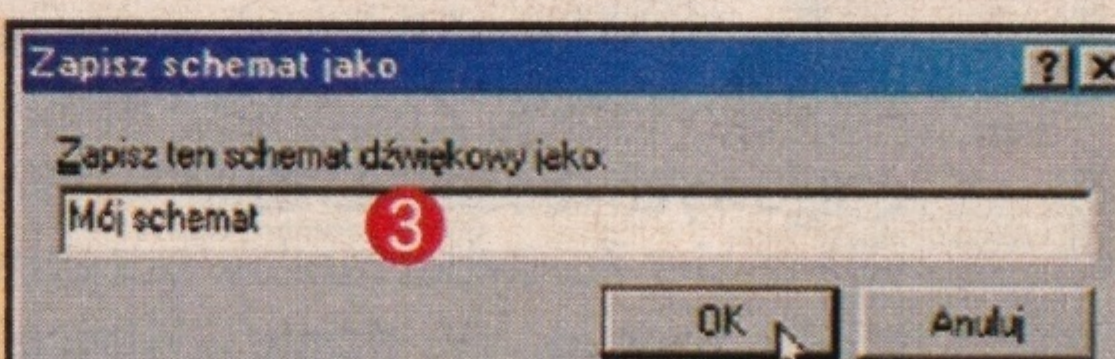 Zapisz schemat jako ? ×
Zapisz ten schemat dźwiękowy jako:
Mój schemat 3
OK Anuluj